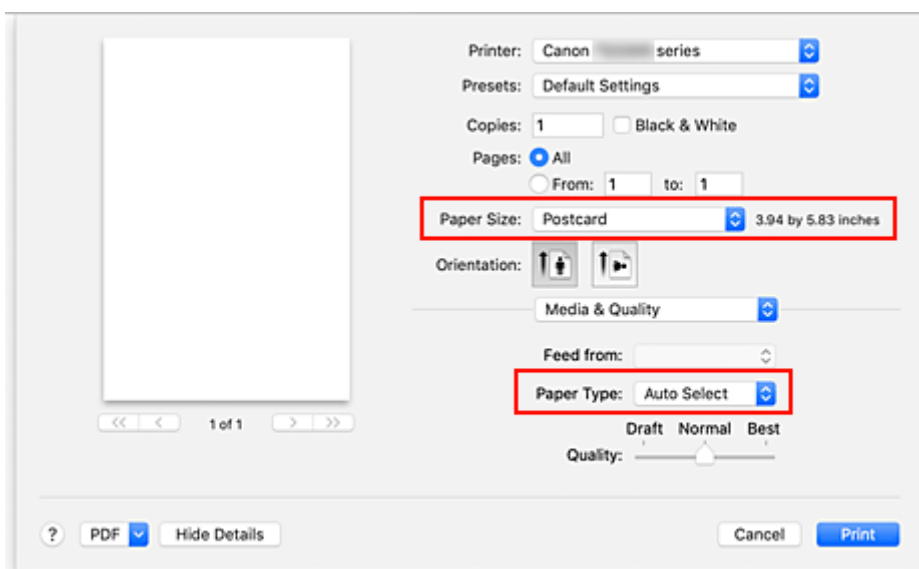 Printer: Canon series
Presets: Default Settings
Copies: 1 Black & White
Pages: All
From: 1 to: 1
Paper Size: Postcard 3.94 by 5.83 inches
Orientation:
Media & Quality
Feed from:
Paper Type: Auto Select
<< < 1 of 1 > >>
Draft Normal Best
Quality:
? PDF Hide Details Cancel Print